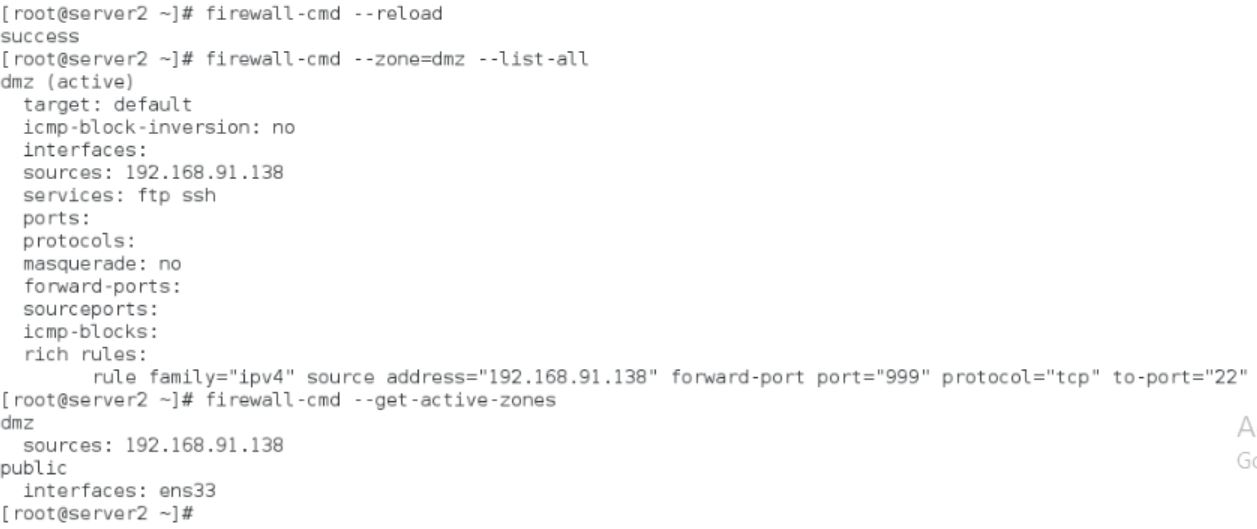 [root@server2 ~]# firewall-cmd --reload
success
[root@server2 ~]# firewall-cmd --zone=dmz --list-all
dmz (active)
  target: default
  icmp-block-inversion: no
  interfaces:
  sources: 192.168.91.138
  services: ftp ssh
  ports:
  protocols:
  masquerade: no
  forward-ports:
  sourceports:
  icmp-blocks:
  rich rules:
        rule family="ipv4" source address="192.168.91.138" forward-port port="999" protocol="tcp" to-port="22"
[root@server2 ~]# firewall-cmd --get-active-zones
dmz
  sources: 192.168.91.138
public
  interfaces: ens33
[root@server2 ~]#